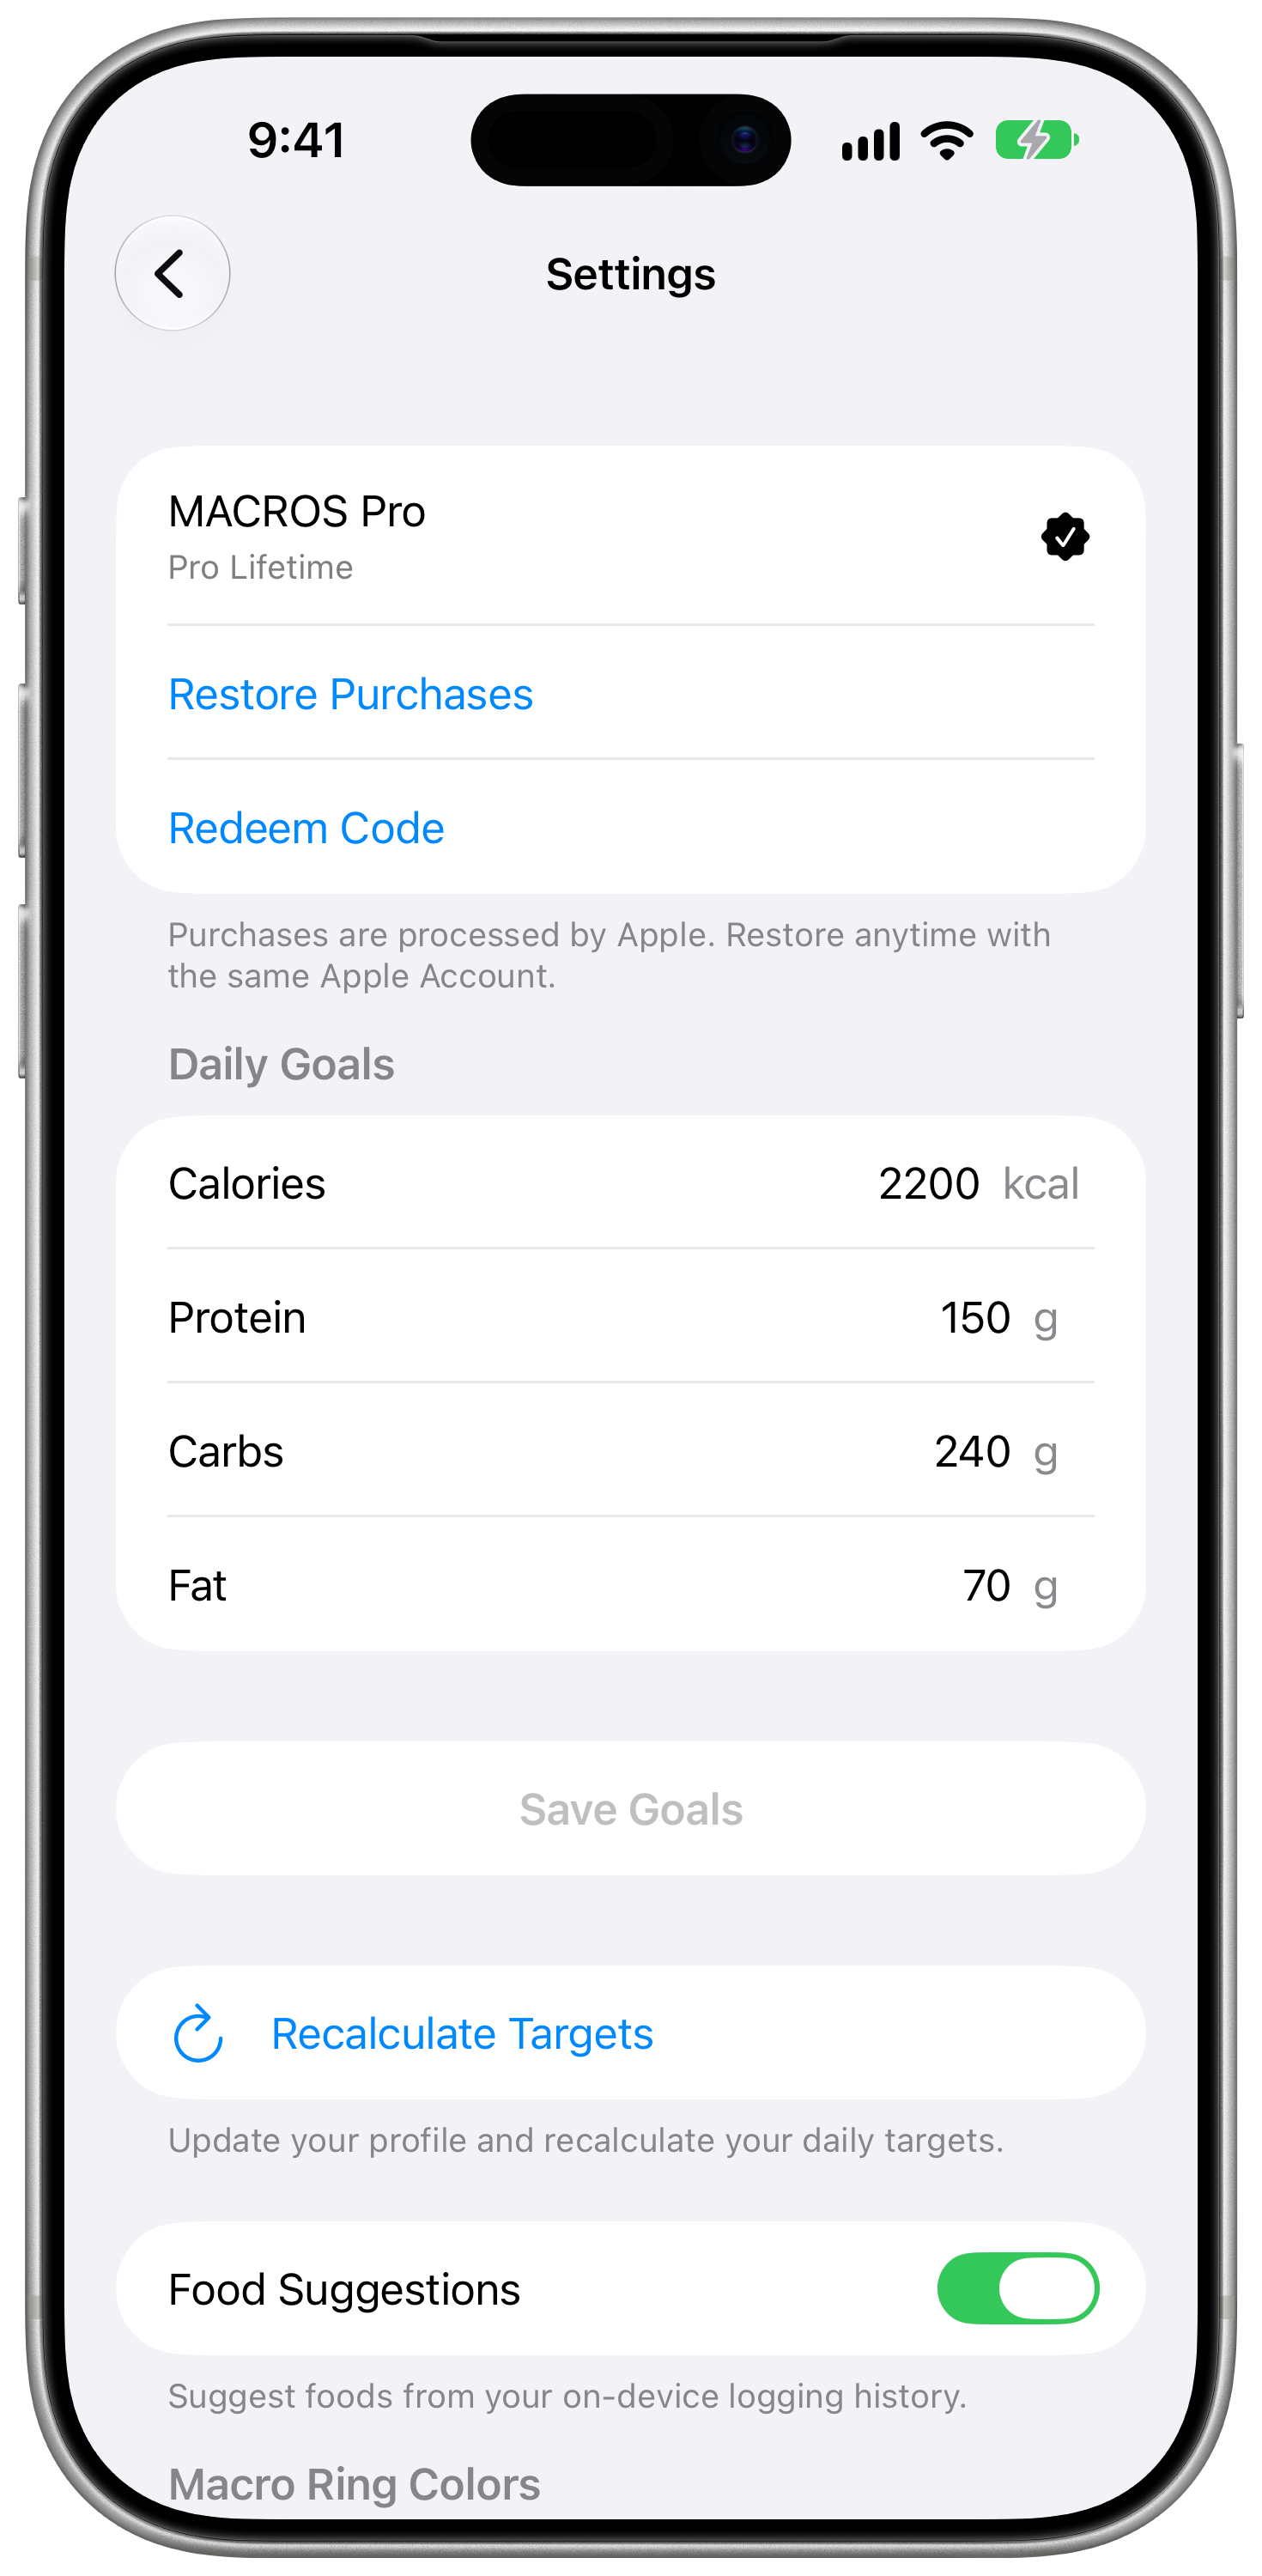 9:41
Settings
MACROS Pro
Pro Lifetime
Restore Purchases
Redeem Code
Purchases are processed by Apple. Restore anytime with
the same Apple Account.
Daily Goals
Calories 2200 kcal
Protein 150 g
Carbs 240 g
Fat 70 g
Save Goals
Recalculate Targets
Update your profile and recalculate your daily targets.
Food Suggestions
Suggest foods from your on-device logging history.
Macro Ring Colors